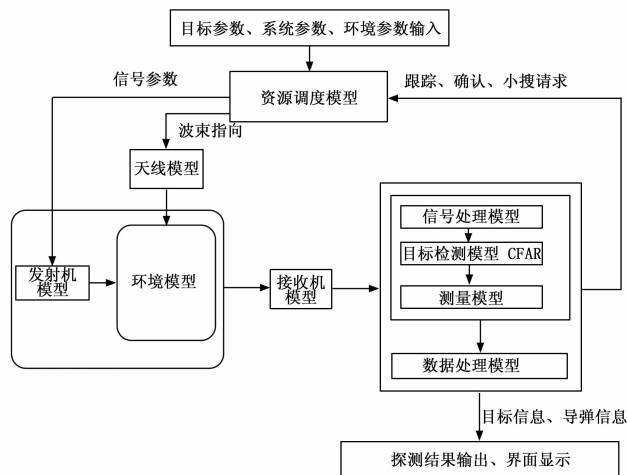 目标参数、系统参数、环境参数输入
信号参数
资源调度模型
跟踪、确认、小搜请求
波束指向
天线模型
信号处理模型
目标检测模型 CFAR
发射机
模型
环境模型
接收机
模型
测量模型
数据处理模型
目标信息、导弹信息
探测结果输出、界面显示